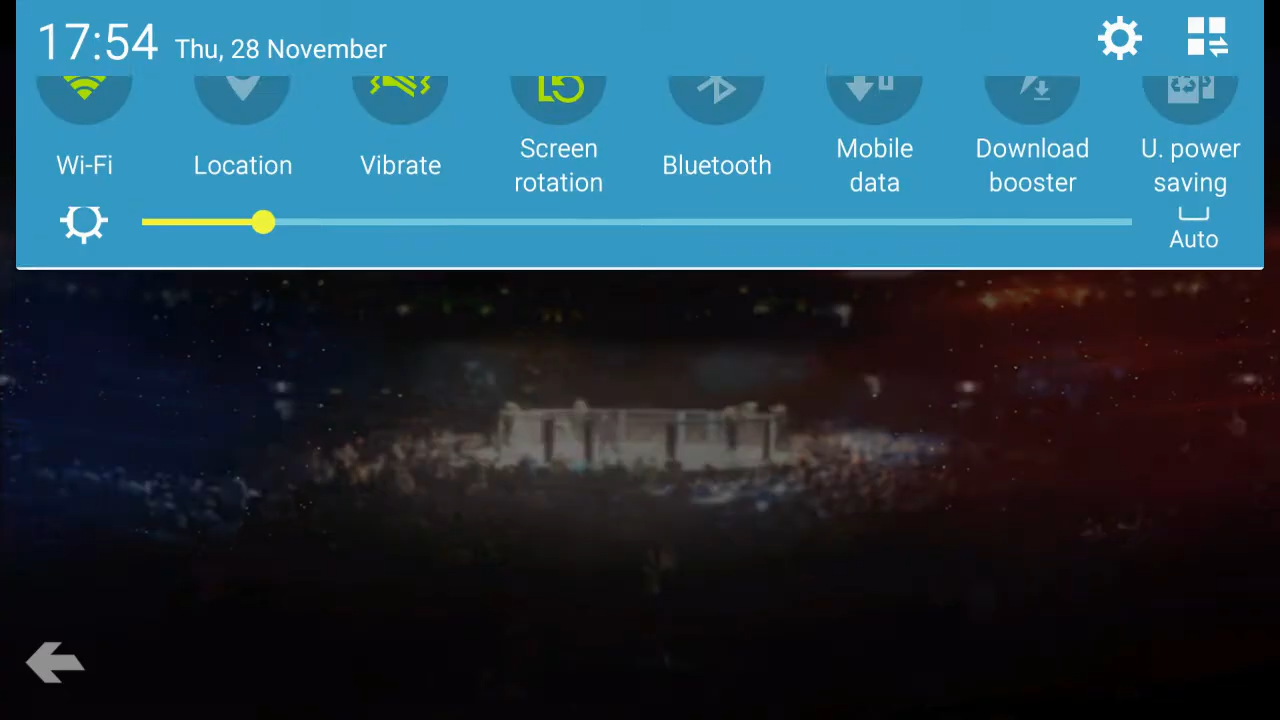 17:54 Thu, 28 November
Wi-Fi
Location
Vibrate
Screen
rotation
Bluetooth
Mobile
data
Download
booster
U. power
saving
Auto